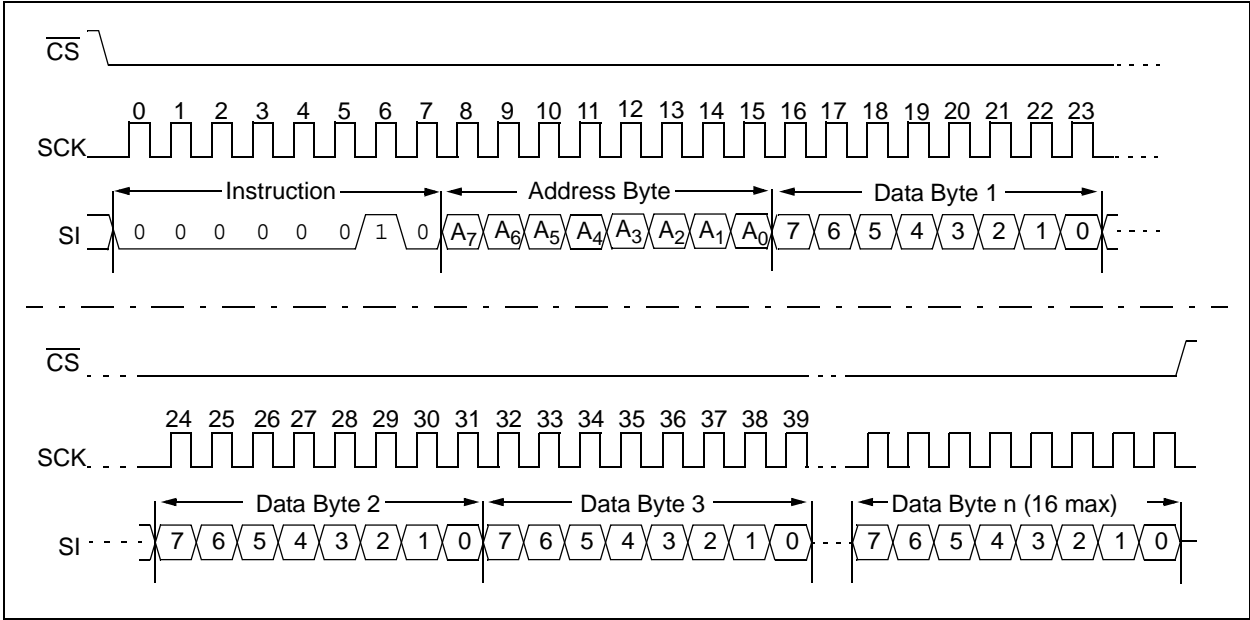 CS
0 1 2 3 4 5 6 7 8 9 10 11 12 13 14 15 16 17 18 19 20 21 22 23
SCK
Instruction Address Byte Data Byte 1
SI 0 0 0 0 0 0 1 0 A7 A6 A5 A4 A3 A2 A1 A0 7 6 5 4 3 2 1 0
CS
24 25 26 27 28 29 30 31 32 33 34 35 36 37 38 39
SCK
Data Byte 2 Data Byte 3 Data Byte n (16 max)
SI 7 6 5 4 3 2 1 0 7 6 5 4 3 2 1 0 7 6 5 4 3 2 1 0